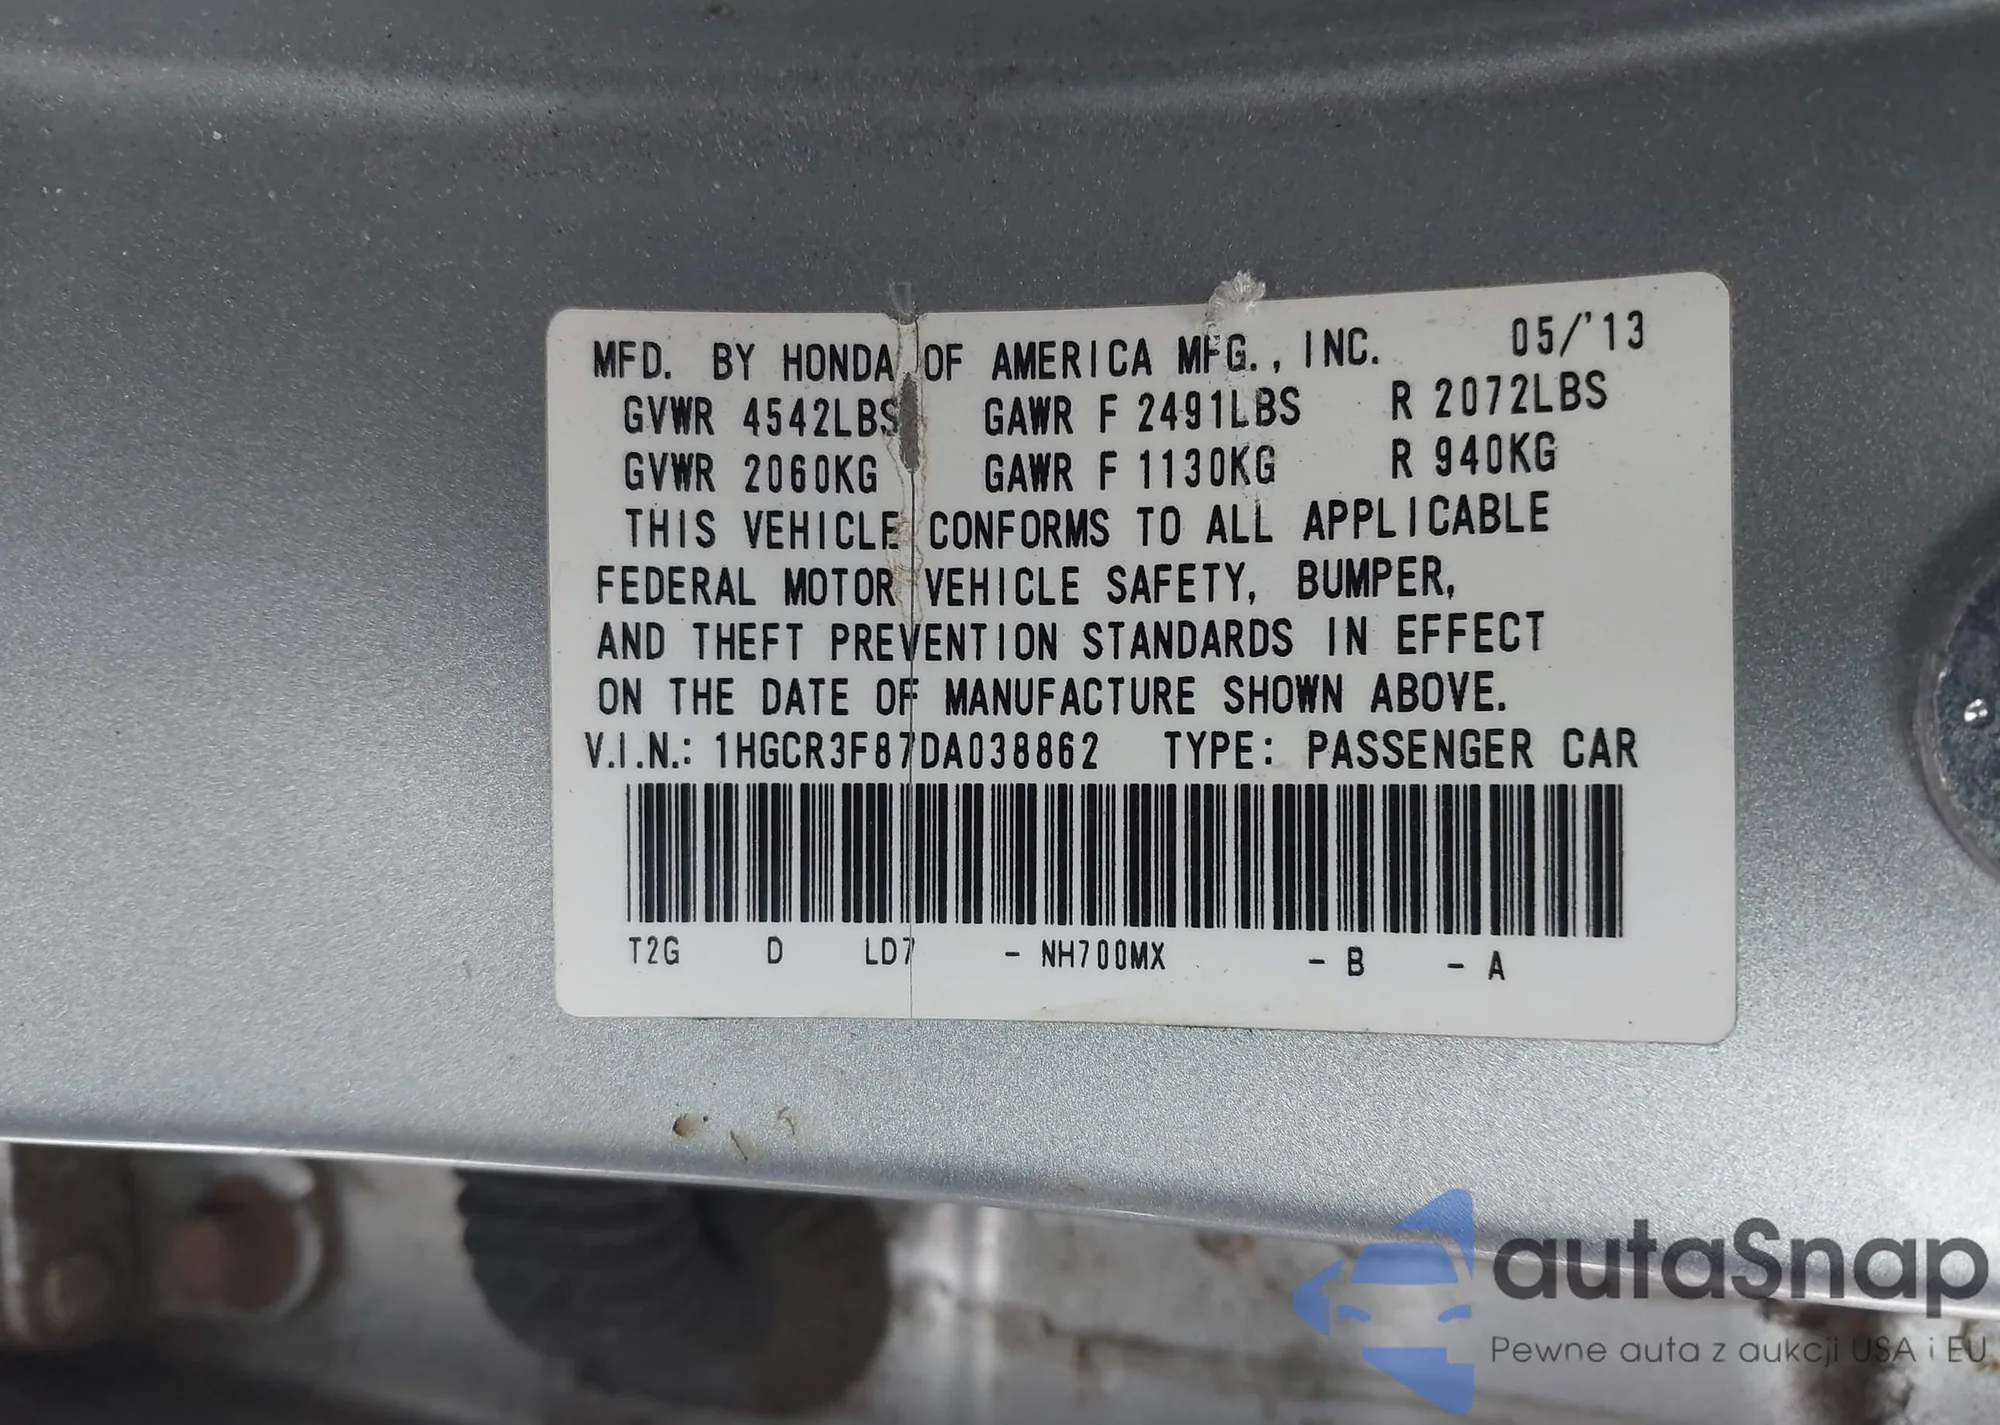 MFD. BY HONDA OF AMERICA MFG., INC. 05/'13
GVWR 4542LBS GAWR F 2491LBS R 2072LBS
GVWR 2060KG GAWR F 1130KG R 940KG
THIS VEHICLE CONFORMS TO ALL APPLICABLE
FEDERAL MOTOR VEHICLE SAFETY, BUMPER,
AND THEFT PREVENTION STANDARDS IN EFFECT
ON THE DATE OF MANUFACTURE SHOWN ABOVE.
V.I.N.: 1HGCR3F87DA038862 TYPE: PASSENGER CAR
T2G D LD7 - NH700MX - B - A
autaSnap
Pewne auta z aukcji USA i EU